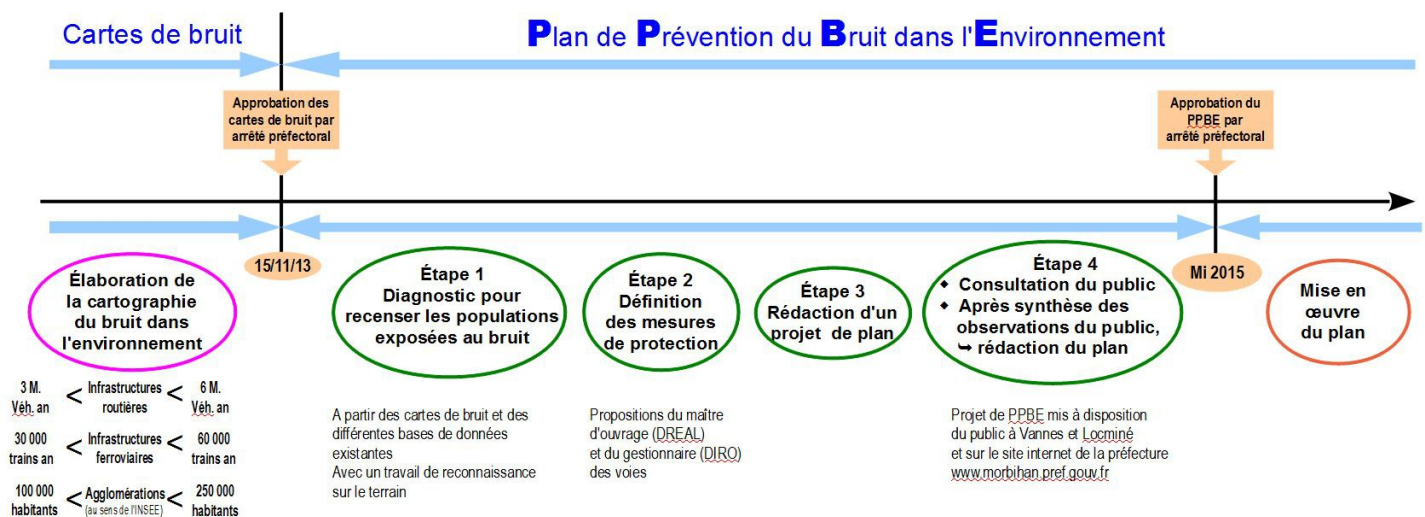 Cartes de bruit
Plan de Prévention du Bruit dans l'Environnement
Approbation des
cartes de bruit par
arrêté préfectoral
Approbation du
PPBE par
arrêté préfectoral
15/11/13
Mi 2015
Élaboration de
la cartographie
du bruit dans
l'environnement
Étape 1
Diagnostic pour
recenser les populations
exposées au bruit
Étape 2
Définition
des mesures
de protection
Étape 3
Rédaction d'un
projet de plan
Étape 4
◆ Consultation du public
◆ Après synthèse des
observations du public,
↪ rédaction du plan
Mise en
œuvre
du plan
3 M.
Véh. an
<
Infrastructures
routières
<
6 M.
Véh. an
30 000
trains an
<
Infrastructures
ferroviaires
<
60 000
trains an
100 000
habitants
<
Agglomérations
(au sens de l'INSEE)
<
250 000
habitants
A partir des cartes de bruit et des
différentes bases de données
existantes
Avec un travail de reconnaissance
sur le terrain
Propositions du maître
d'ouvrage (DREAL)
et du gestionnaire (DIRO)
des voies
Projet de PPBE mis à disposition
du public à Vannes et Locminé
et sur le site internet de la préfecture
www.morbihan.pref.gouv.fr